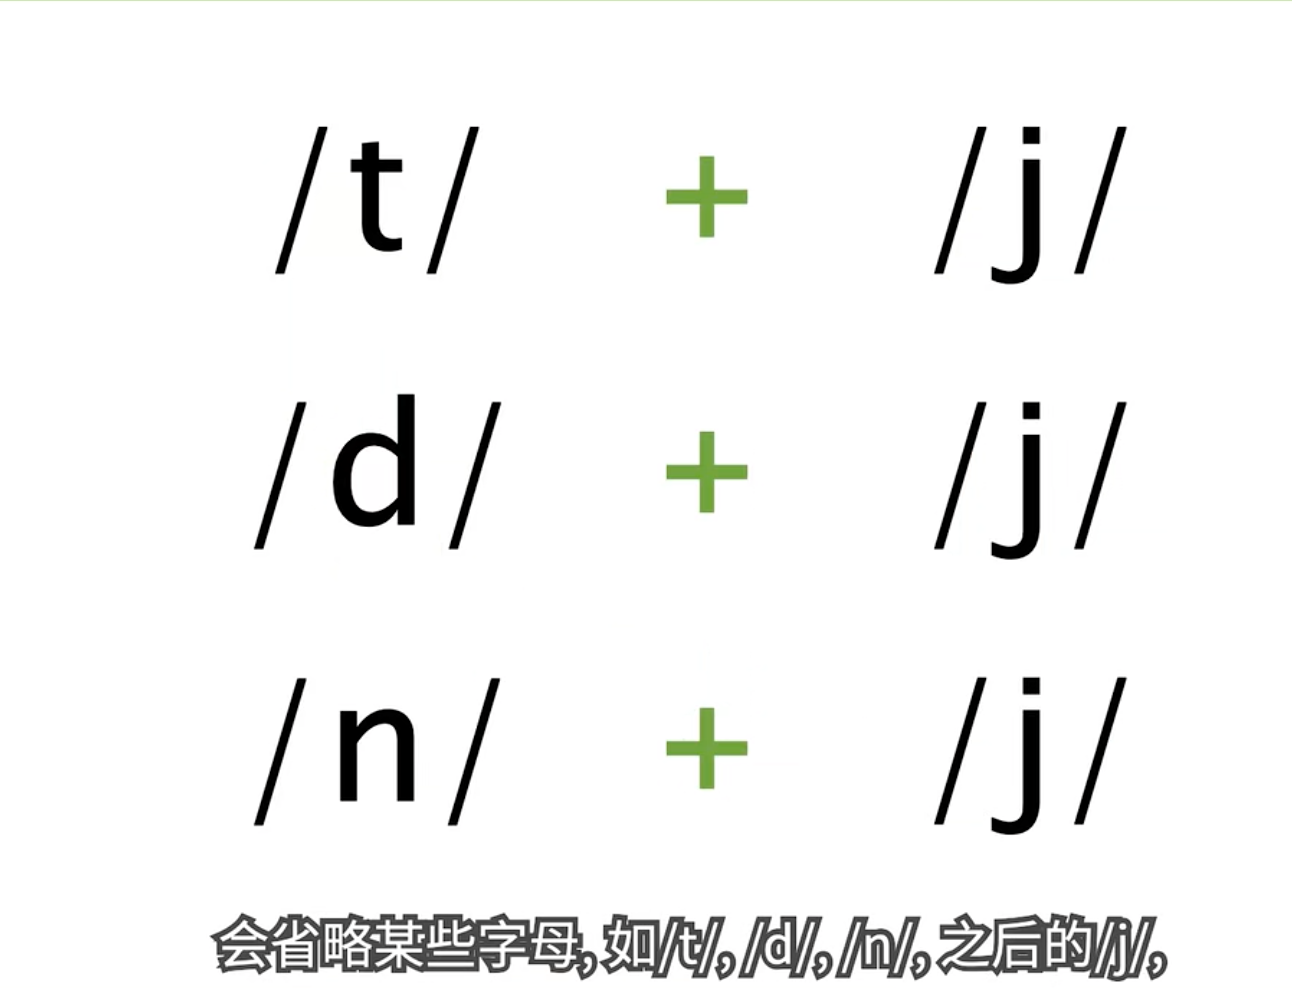 /t/ + /j/
/d/ + /j/
/n/ + /j/
会省略某些字母, 如/t/, /d/, /n/, 之后的/j/,